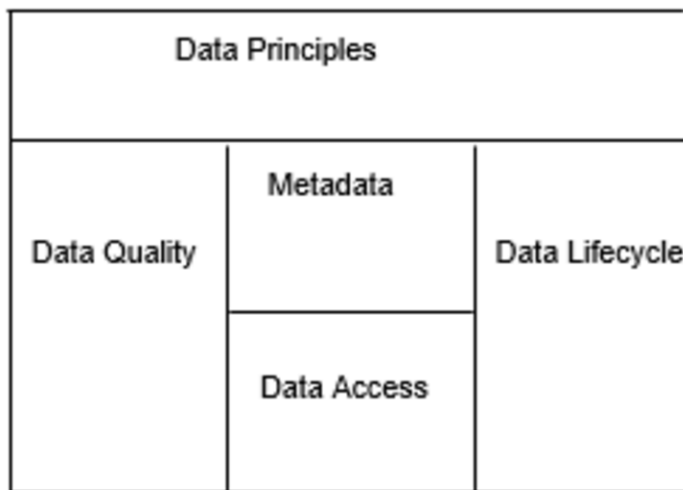 Data Principles
Metadata
Data Quality
Data Lifecycle
Data Access